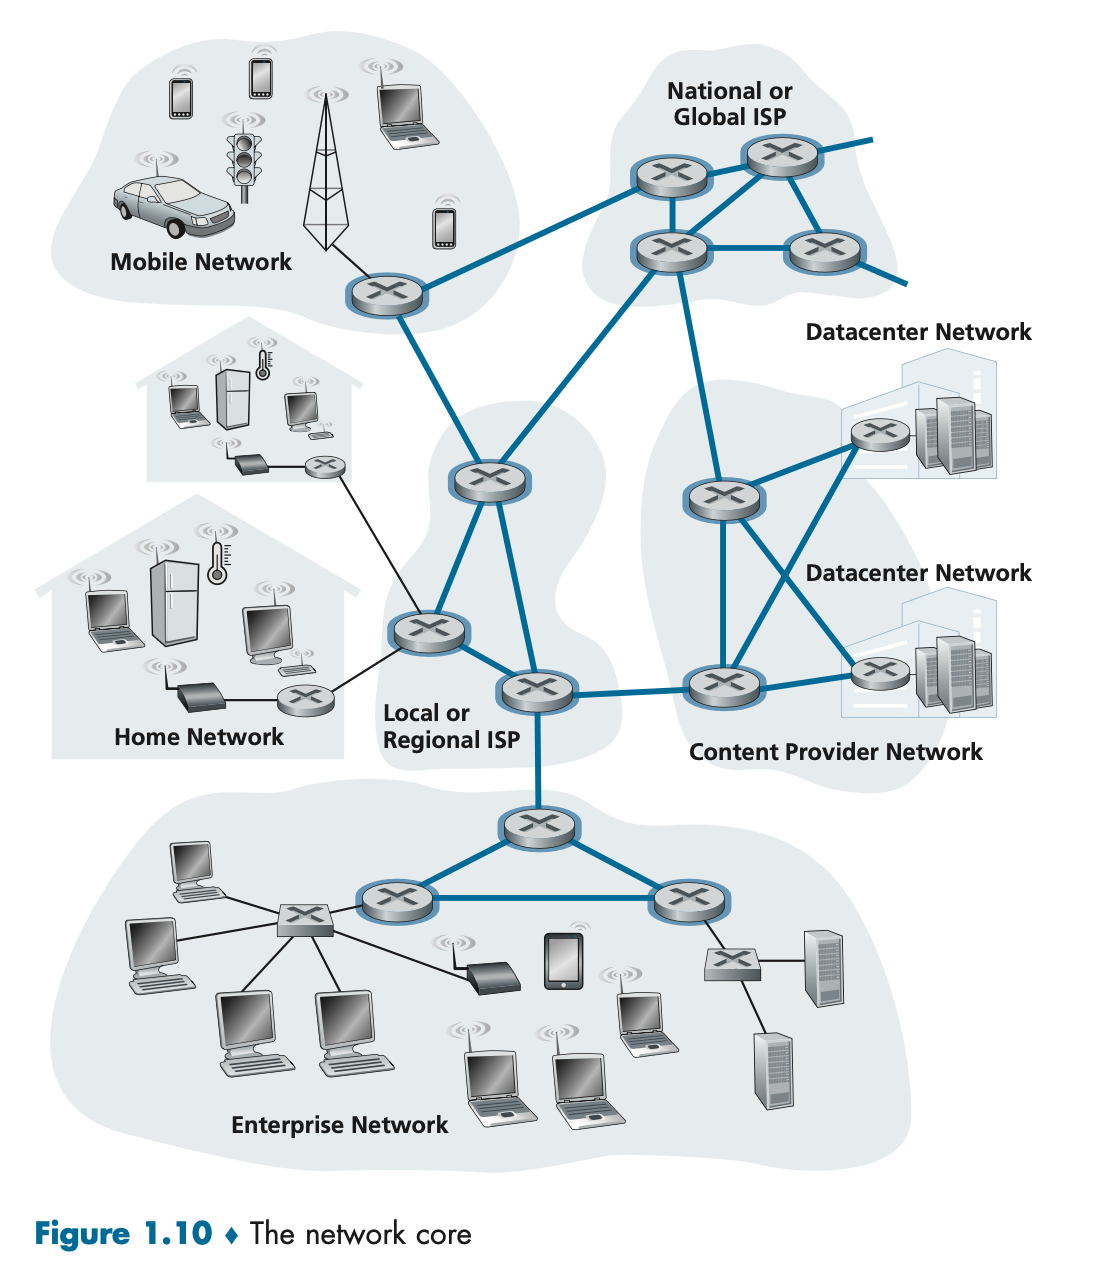 National or
Global ISP
Mobile Network
Datacenter Network
Datacenter Network
Local or
Regional ISP
Home Network
Content Provider Network
Enterprise Network
Figure 1.10 ♦ The network core